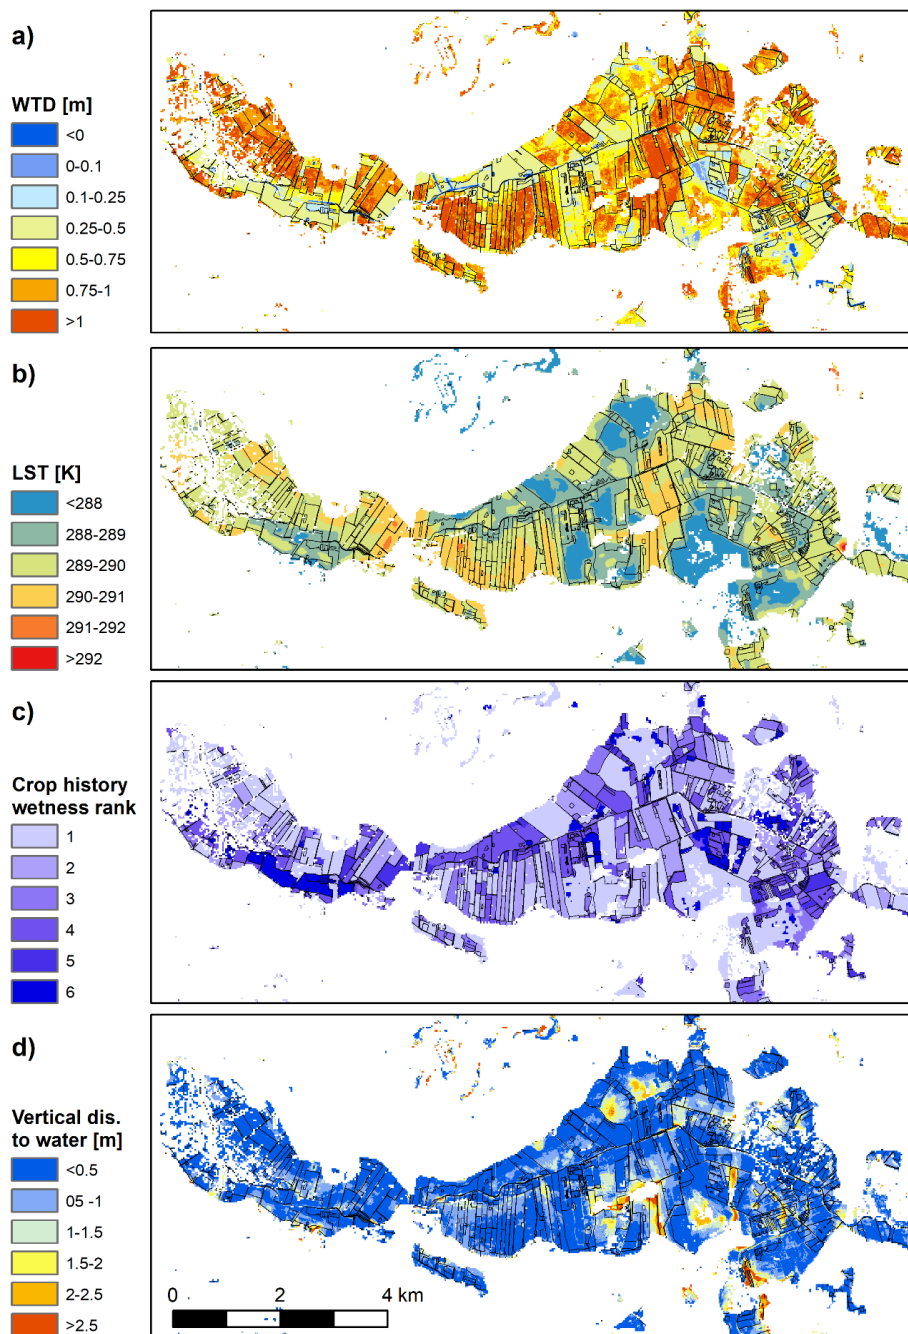 a)
WTD [m]
<0
0-0.1
0.1-0.25
0.25-0.5
0.5-0.75
0.75-1
>1
b)
LST [K]
<288
288-289
289-290
290-291
291-292
>292
c)
Crop history
wetness rank
1
2
3
4
5
6
d)
Vertical dis.
to water [m]
<0.5
05 -1
1-1.5
1.5-2
2-2.5
>2.5
0 2 4 km